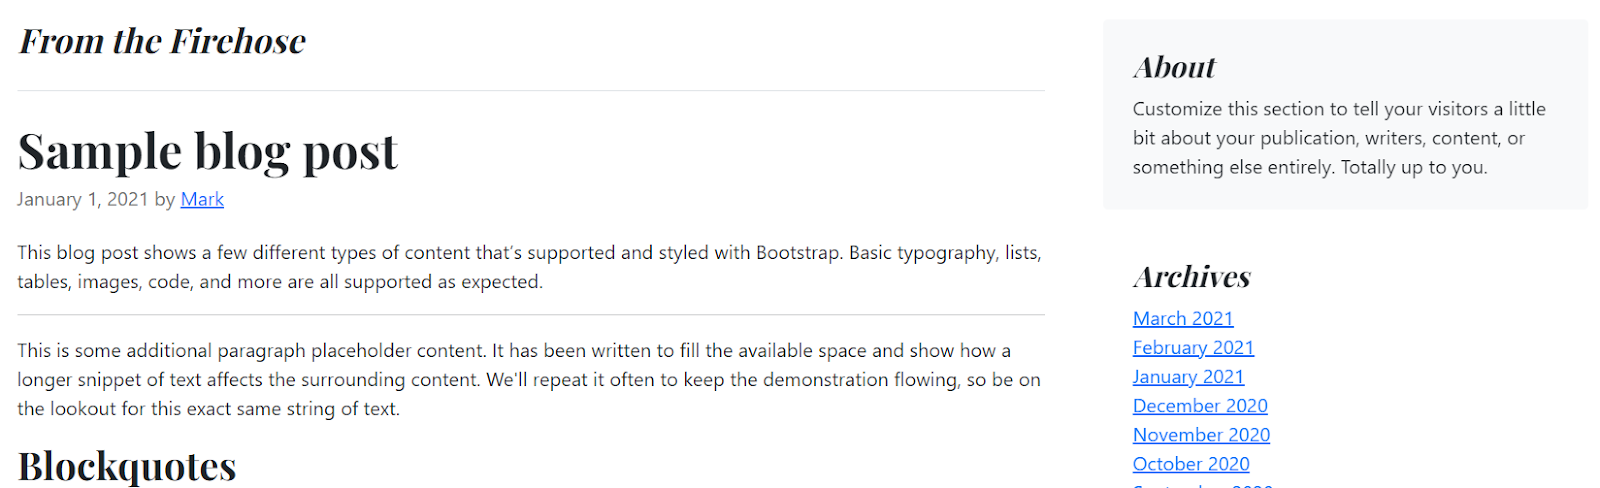 From the Firehose
Sample blog post
January 1, 2021 by Mark
This blog post shows a few different types of content that's supported and styled with Bootstrap. Basic typography, lists,
tables, images, code, and more are all supported as expected.
This is some additional paragraph placeholder content. It has been written to fill the available space and show how a
longer snippet of text affects the surrounding content. We'll repeat it often to keep the demonstration flowing, so be on
the lookout for this exact same string of text.
Blockquotes
About
Customize this section to tell your visitors a little
bit about your publication, writers, content, or
something else entirely. Totally up to you.
Archives
March 2021
February 2021
January 2021
December 2020
November 2020
October 2020